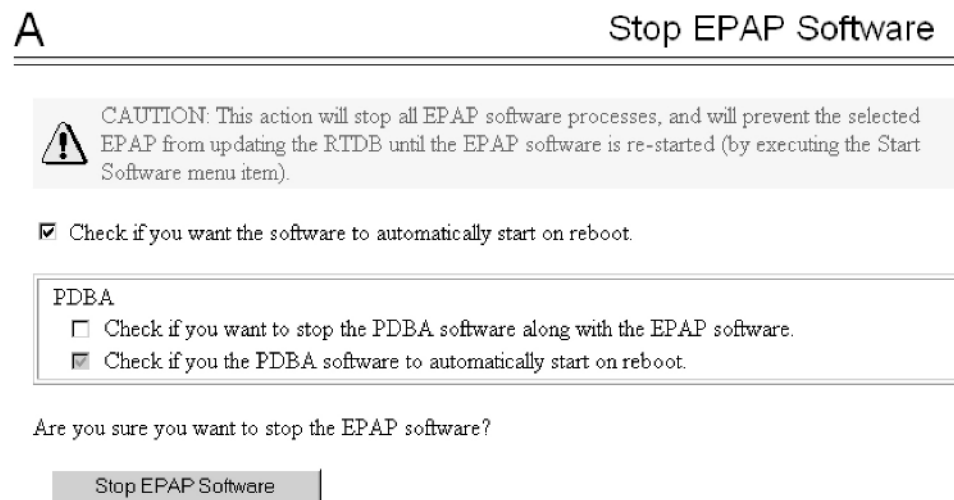 A
Stop EPAP Software
CAUTION: This action will stop all EPAP software processes, and will prevent the selected
EPAP from updating the RTDB until the EPAP software is re-started (by executing the Start
Software menu item).
Check if you want the software to automatically start on reboot.
PDBA
Check if you want to stop the PDBA software along with the EPAP software.
Check if you the PDBA software to automatically start on reboot.
Are you sure you want to stop the EPAP software?
Stop EPAP Software